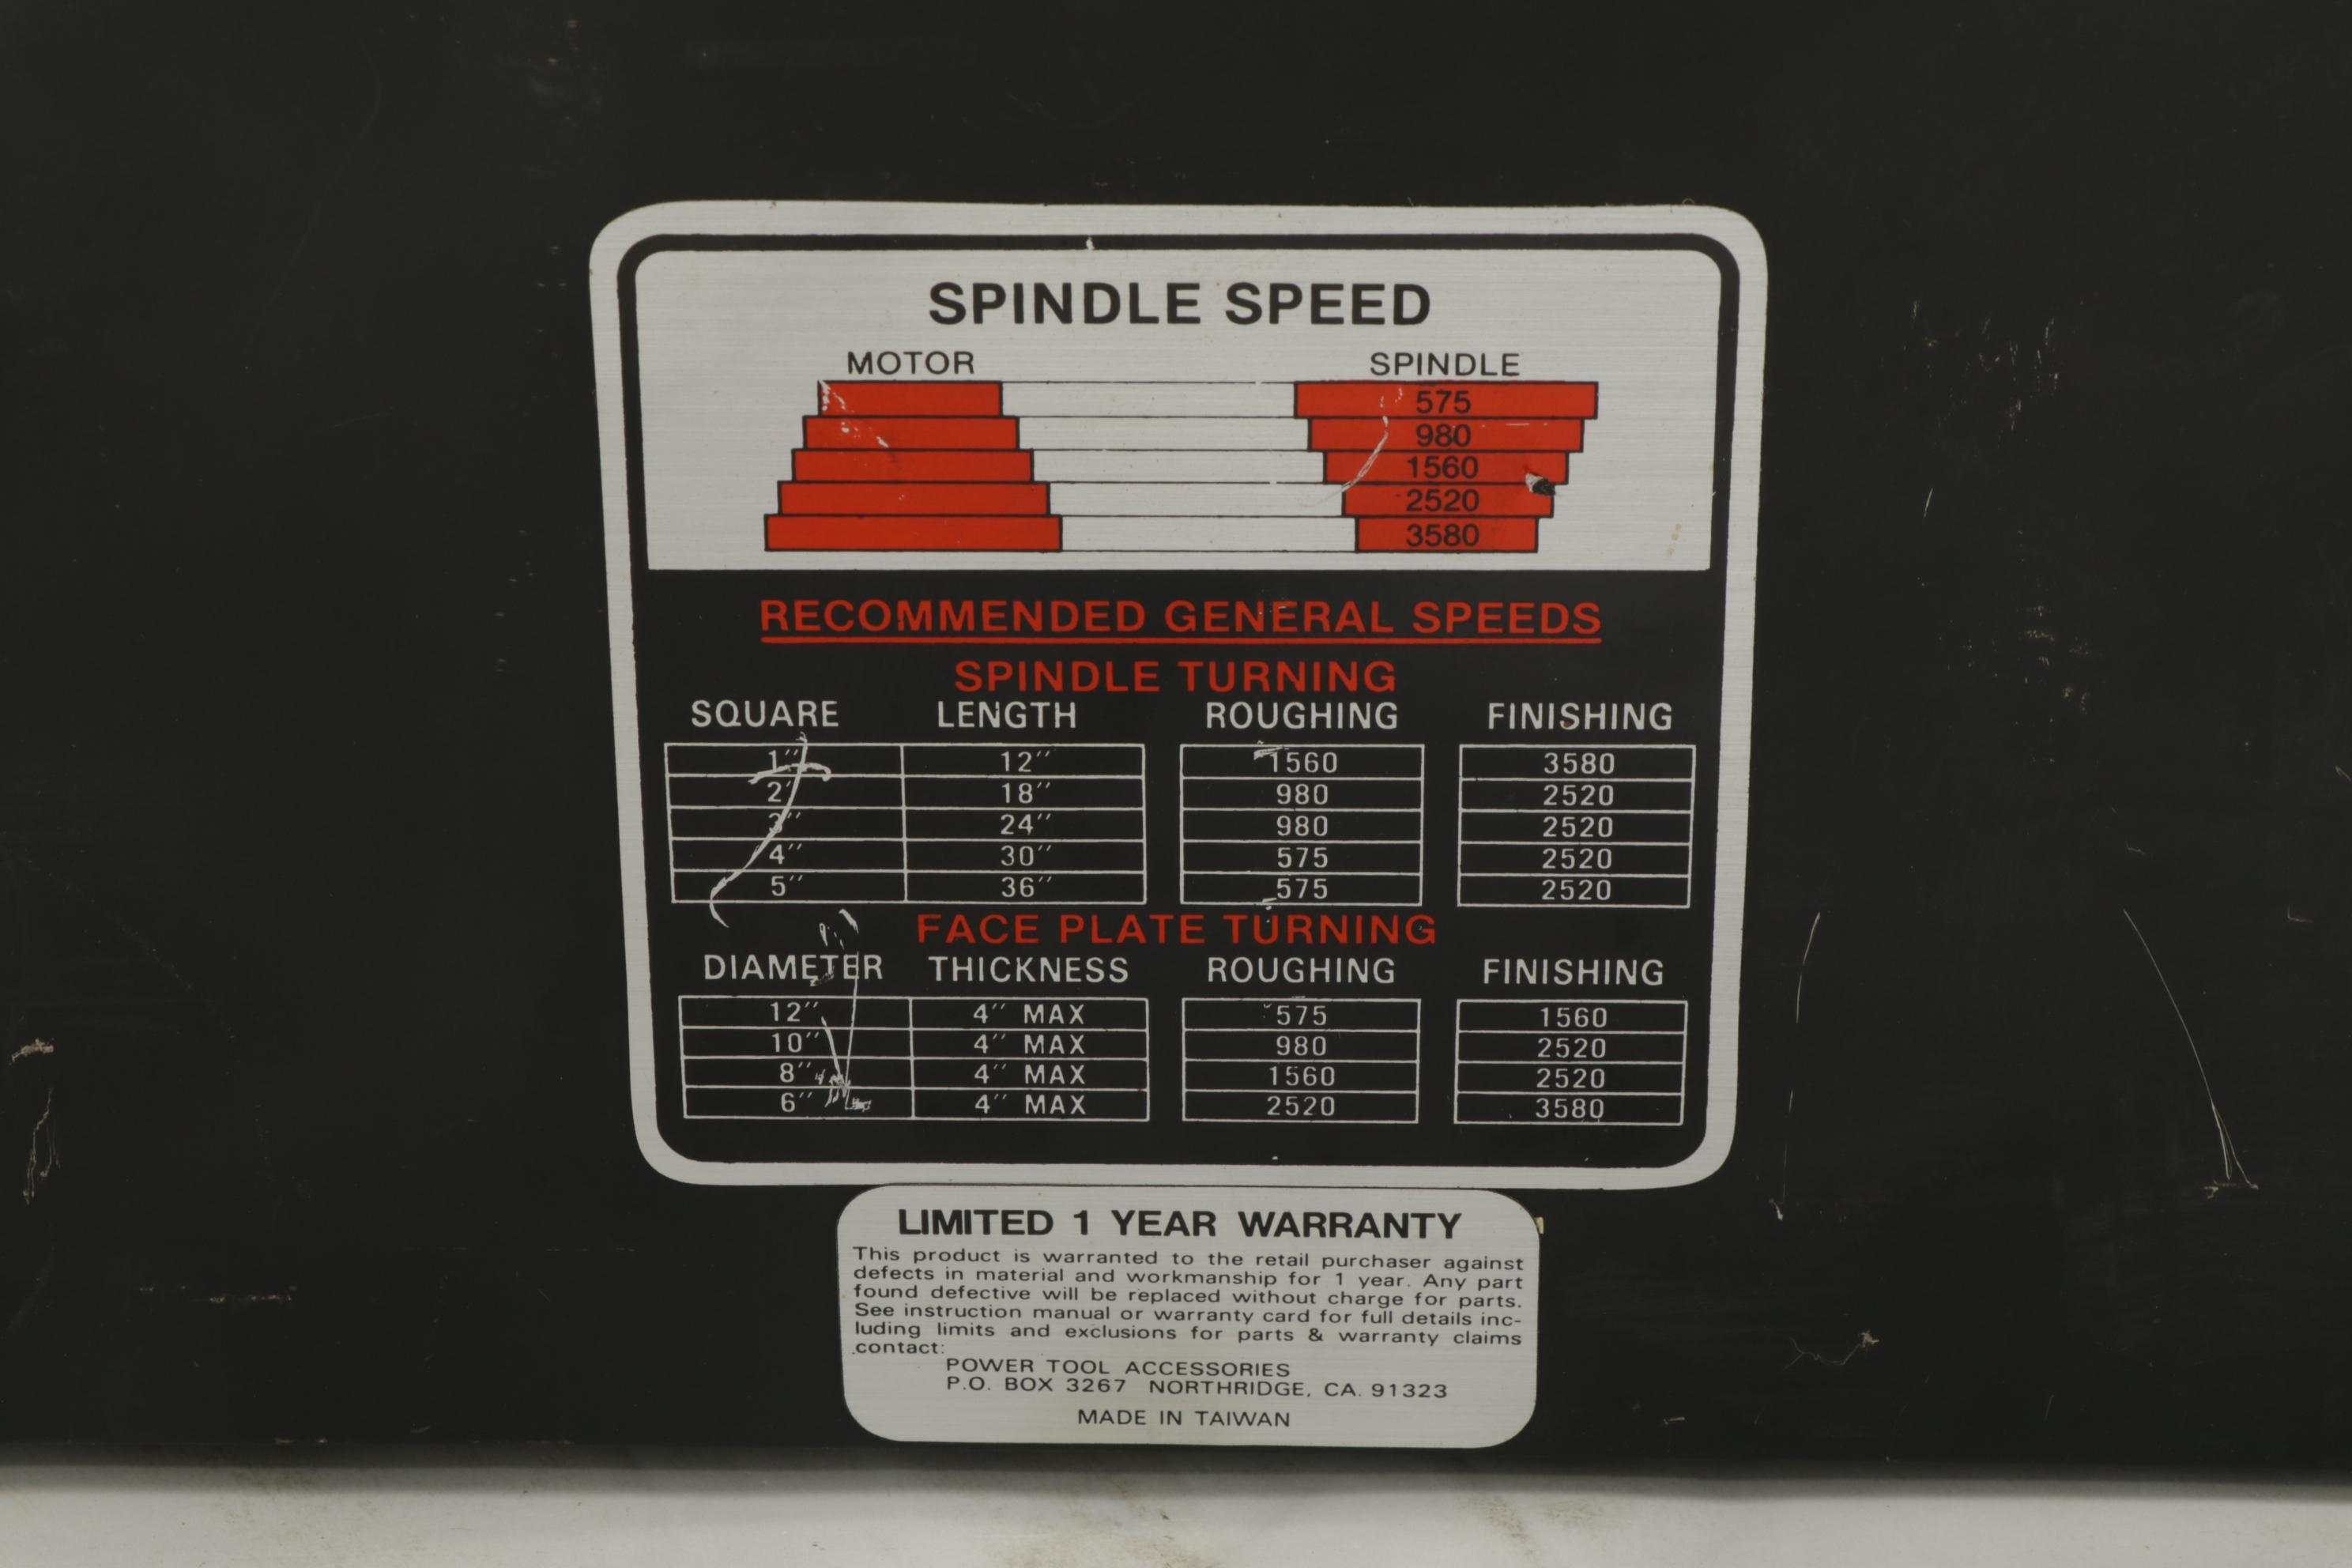 SPINDLE SPEED
MOTOR SPINDLE
575
980
1560
2520
3580
RECOMMENDED GENERAL SPEEDS
SPINDLE TURNING
SQUARE LENGTH ROUGHING FINISHING
1" 12" 1560 3580
2" 18" 980 2520
3" 24" 980 2520
4" 30" 575 2520
5" 36" 575 2520
FACE PLATE TURNING
DIAMETER THICKNESS ROUGHING FINISHING
12" 4" MAX 575 1560
10" 4" MAX 980 2520
8" 4" MAX 1560 2520
6" 4" MAX 2520 3580
LIMITED 1 YEAR WARRANTY
This product is warranted to the retail purchaser against
defects in material and workmanship for 1 year. Any part
found defective will be replaced without charge for parts.
See instruction manual or warranty card for full details inc-
luding limits and exclusions for parts & warranty claims
contact:
POWER TOOL ACCESSORIES
P.O. BOX 3267 NORTHRIDGE, CA. 91323
MADE IN TAIWAN